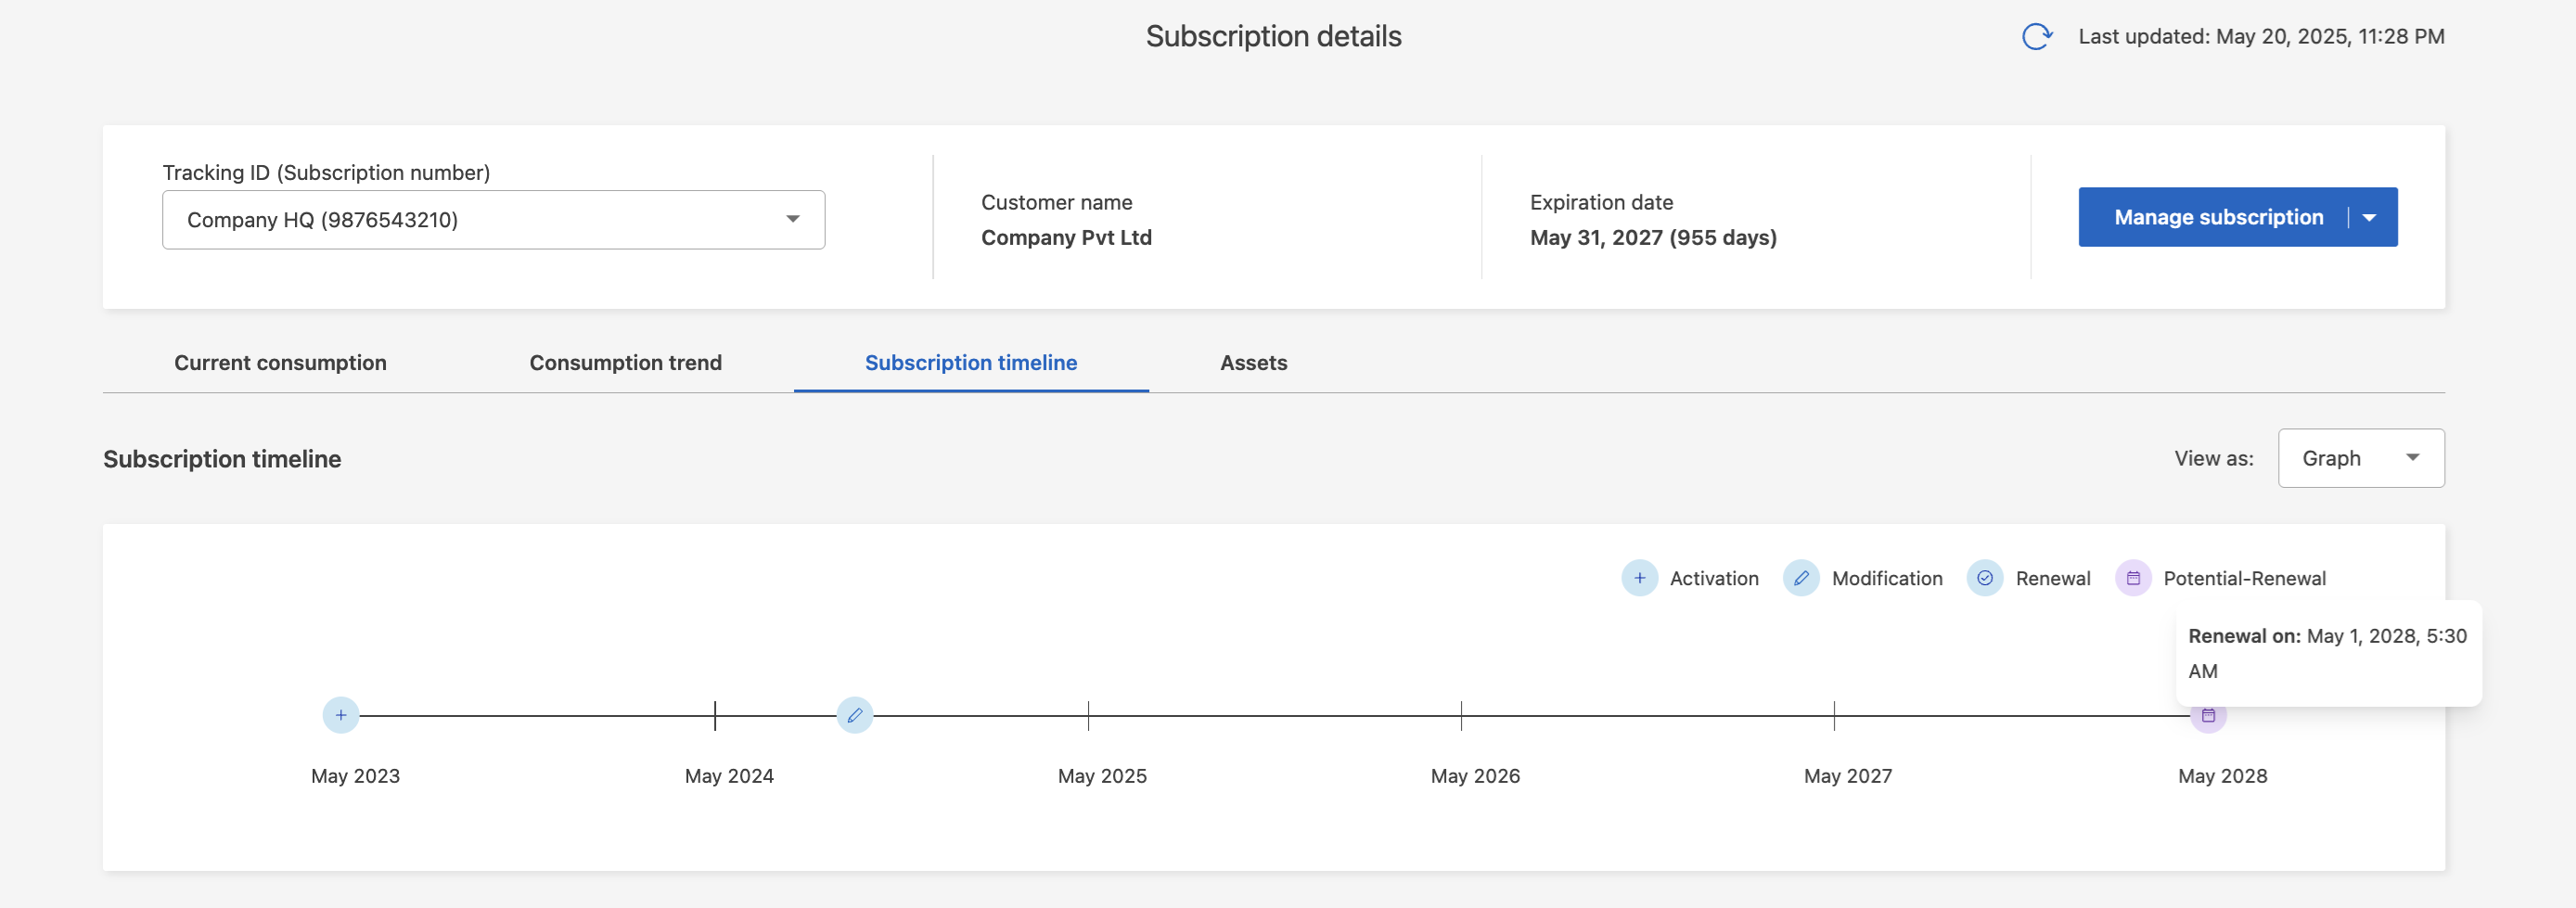 Subscription details
Last updated: May 20, 2025, 11:28 PM
Tracking ID (Subscription number)
Company HQ (9876543210)
Customer name
Company Pvt Ltd
Expiration date
May 31, 2027 (955 days)
Manage subscription
Current consumption
Consumption trend
Subscription timeline
Assets
Subscription timeline
View as:
Graph
Activation
Modification
Renewal
Potential-Renewal
Renewal on: May 1, 2028, 5:30
AM
May 2023
May 2024
May 2025
May 2026
May 2027
May 2028